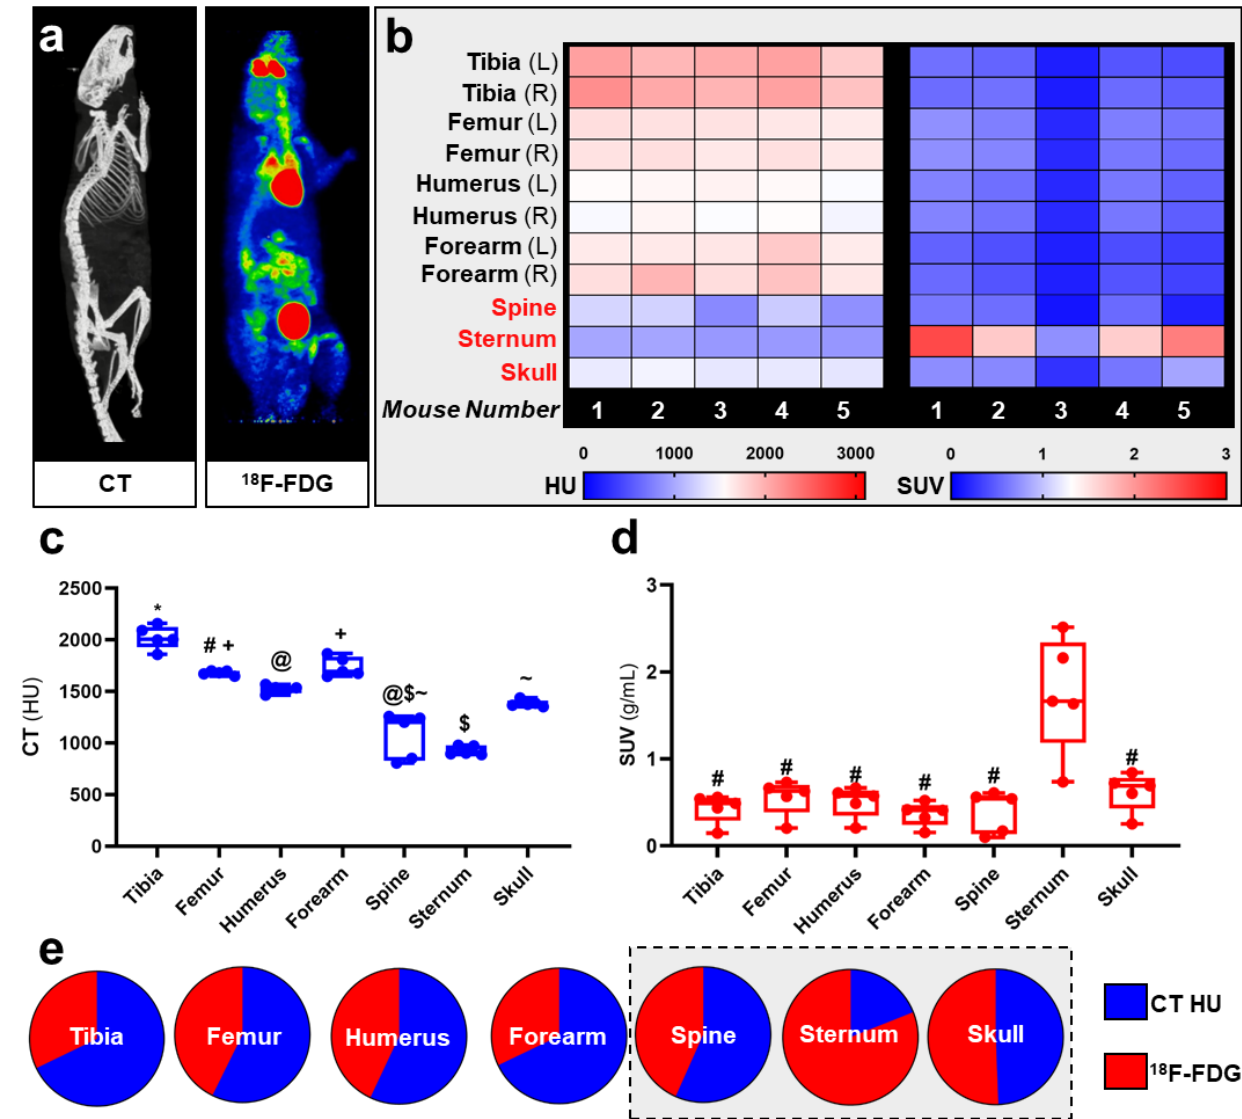 a
CT
¹⁸F-FDG
b
Tibia (L)
Tibia (R)
Femur (L)
Femur (R)
Humerus (L)
Humerus (R)
Forearm (L)
Forearm (R)
Spine
Sternum
Skull
Mouse Number 1 2 3 4 5 1 2 3 4 5
0 1000 2000 3000
HU
0 1 2 3
SUV
c
CT (HU)
2500
2000
1500
1000
500
0
* # + @ + @$~ $ ~
Tibia Femur Humerus Forearm Spine Sternum Skull
d
SUV (g/mL)
3
2
1
0
# # # # # #
Tibia Femur Humerus Forearm Spine Sternum Skull
e
Tibia Femur Humerus Forearm Spine Sternum Skull
CT HU
¹⁸F-FDG